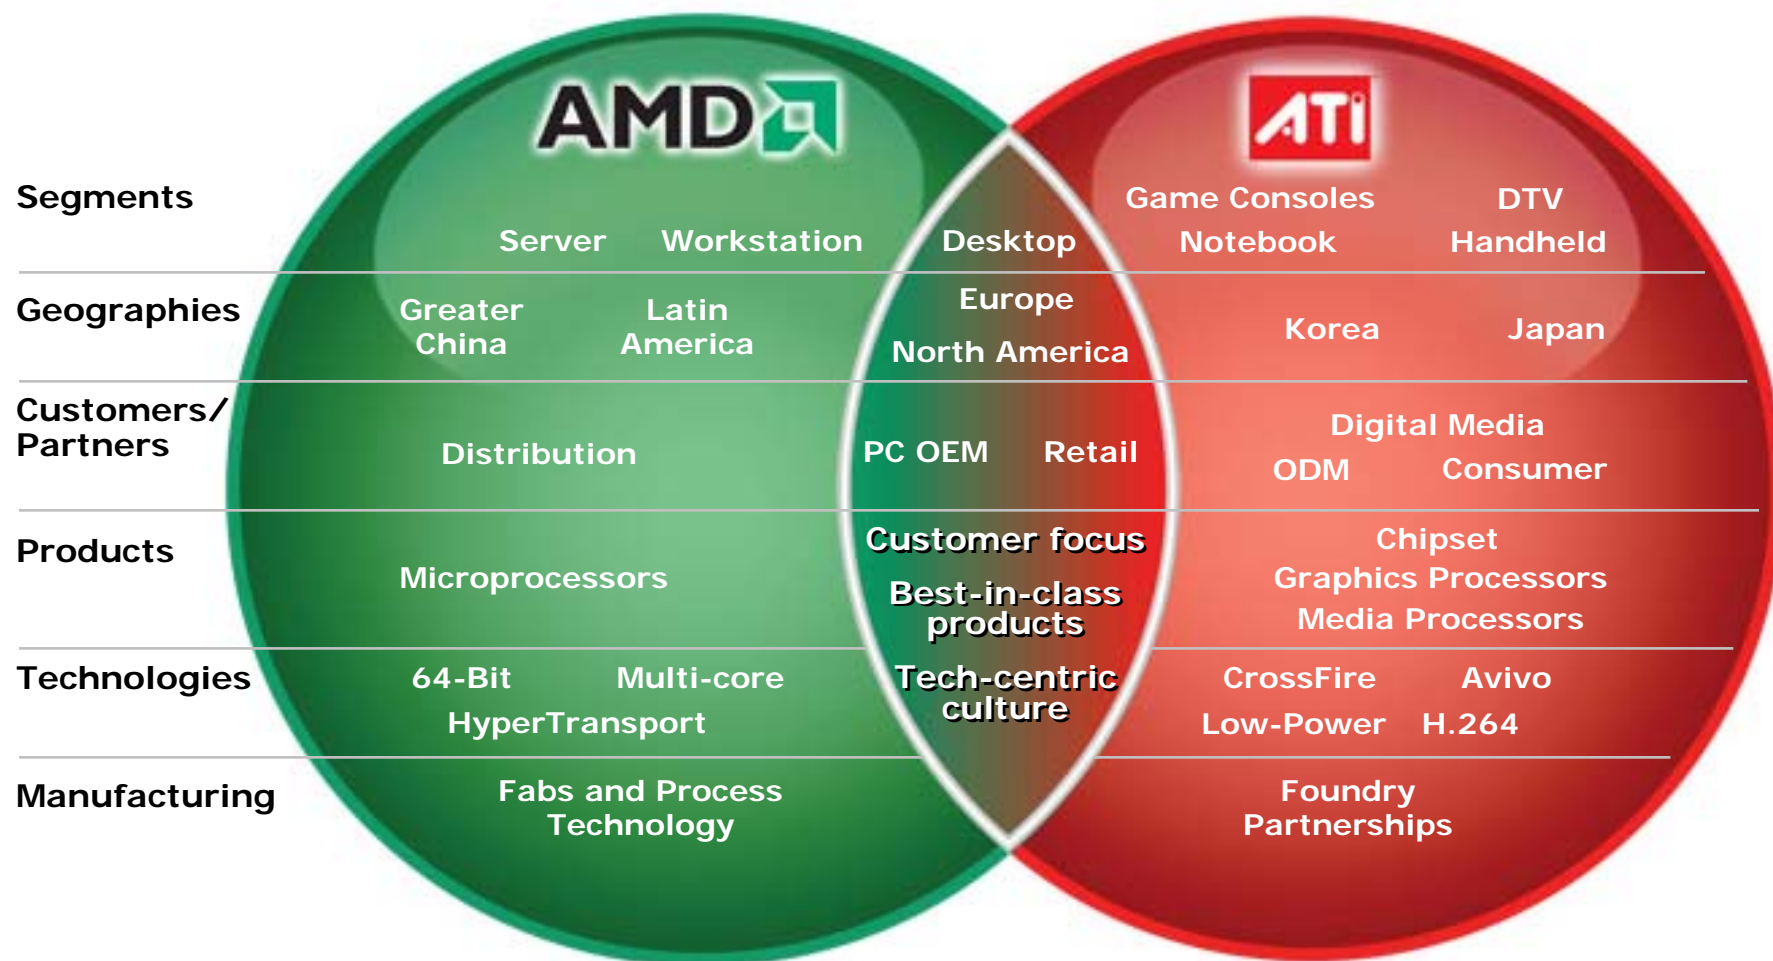 AMD
ATI
Segments
Game Consoles DTV
Server Workstation Desktop Notebook Handheld
Geographies
Greater China
Latin America
Europe
North America
Korea Japan
Customers/
Partners
Distribution
PC OEM Retail
Digital Media
ODM Consumer
Products
Microprocessors
Customer focus
Best-in-class
products
Chipset
Graphics Processors
Media Processors
Technologies
64-Bit Multi-core
HyperTransport
Tech-centric
culture
CrossFire Avivo
Low-Power H.264
Manufacturing
Fabs and Process
Technology
Foundry
Partnerships